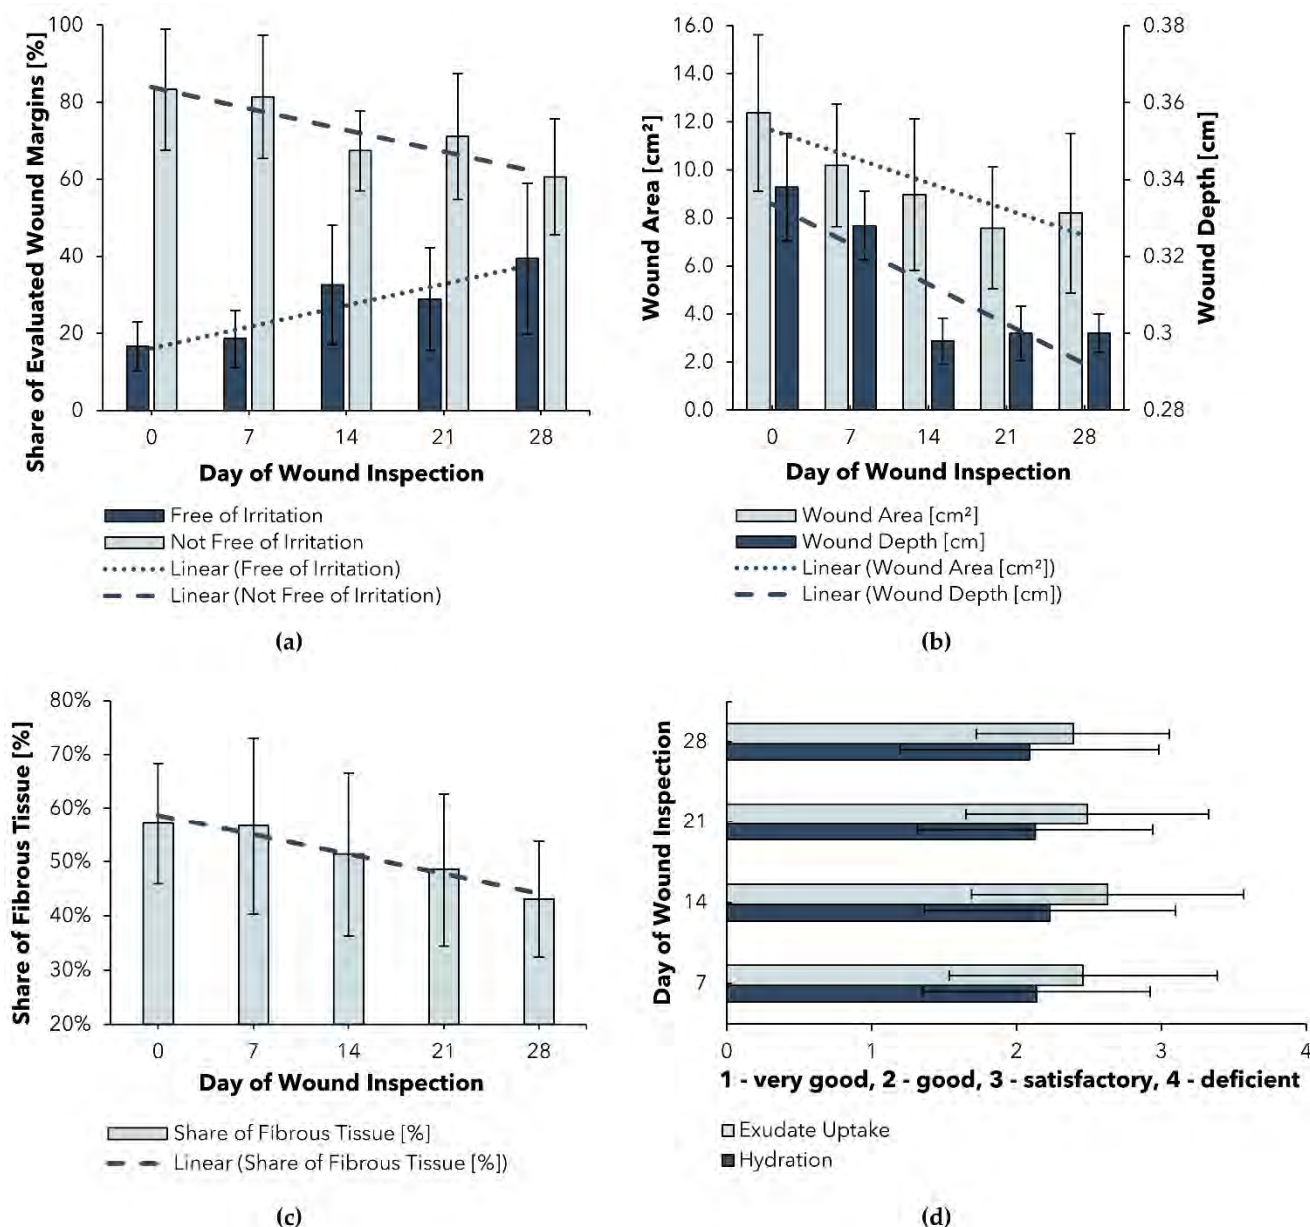 Share of Evaluated Wound Margins [%]
100
80
60
40
20
0
0 7 14 21 28
Day of Wound Inspection
Free of Irritation
Not Free of Irritation
Linear (Free of Irritation)
Linear (Not Free of Irritation)
(a)
Wound Area [cm²]
16.0
14.0
12.0
10.0
8.0
6.0
4.0
2.0
0.0
0.38
0.36
0.34
0.32
0.3
0.28
Wound Depth [cm]
0 7 14 21 28
Day of Wound Inspection
Wound Area [cm²]
Wound Depth [cm]
Linear (Wound Area [cm²])
Linear (Wound Depth [cm])
(b)
Share of Fibrous Tissue [%]
80%
70%
60%
50%
40%
30%
20%
0 7 14 21 28
Day of Wound Inspection
Share of Fibrous Tissue [%]
Linear (Share of Fibrous Tissue [%])
(c)
Day of Wound Inspection
28
21
14
7
0 1 2 3 4
1 - very good, 2 - good, 3 - satisfactory, 4 - deficient
Exudate Uptake
Hydration
(d)